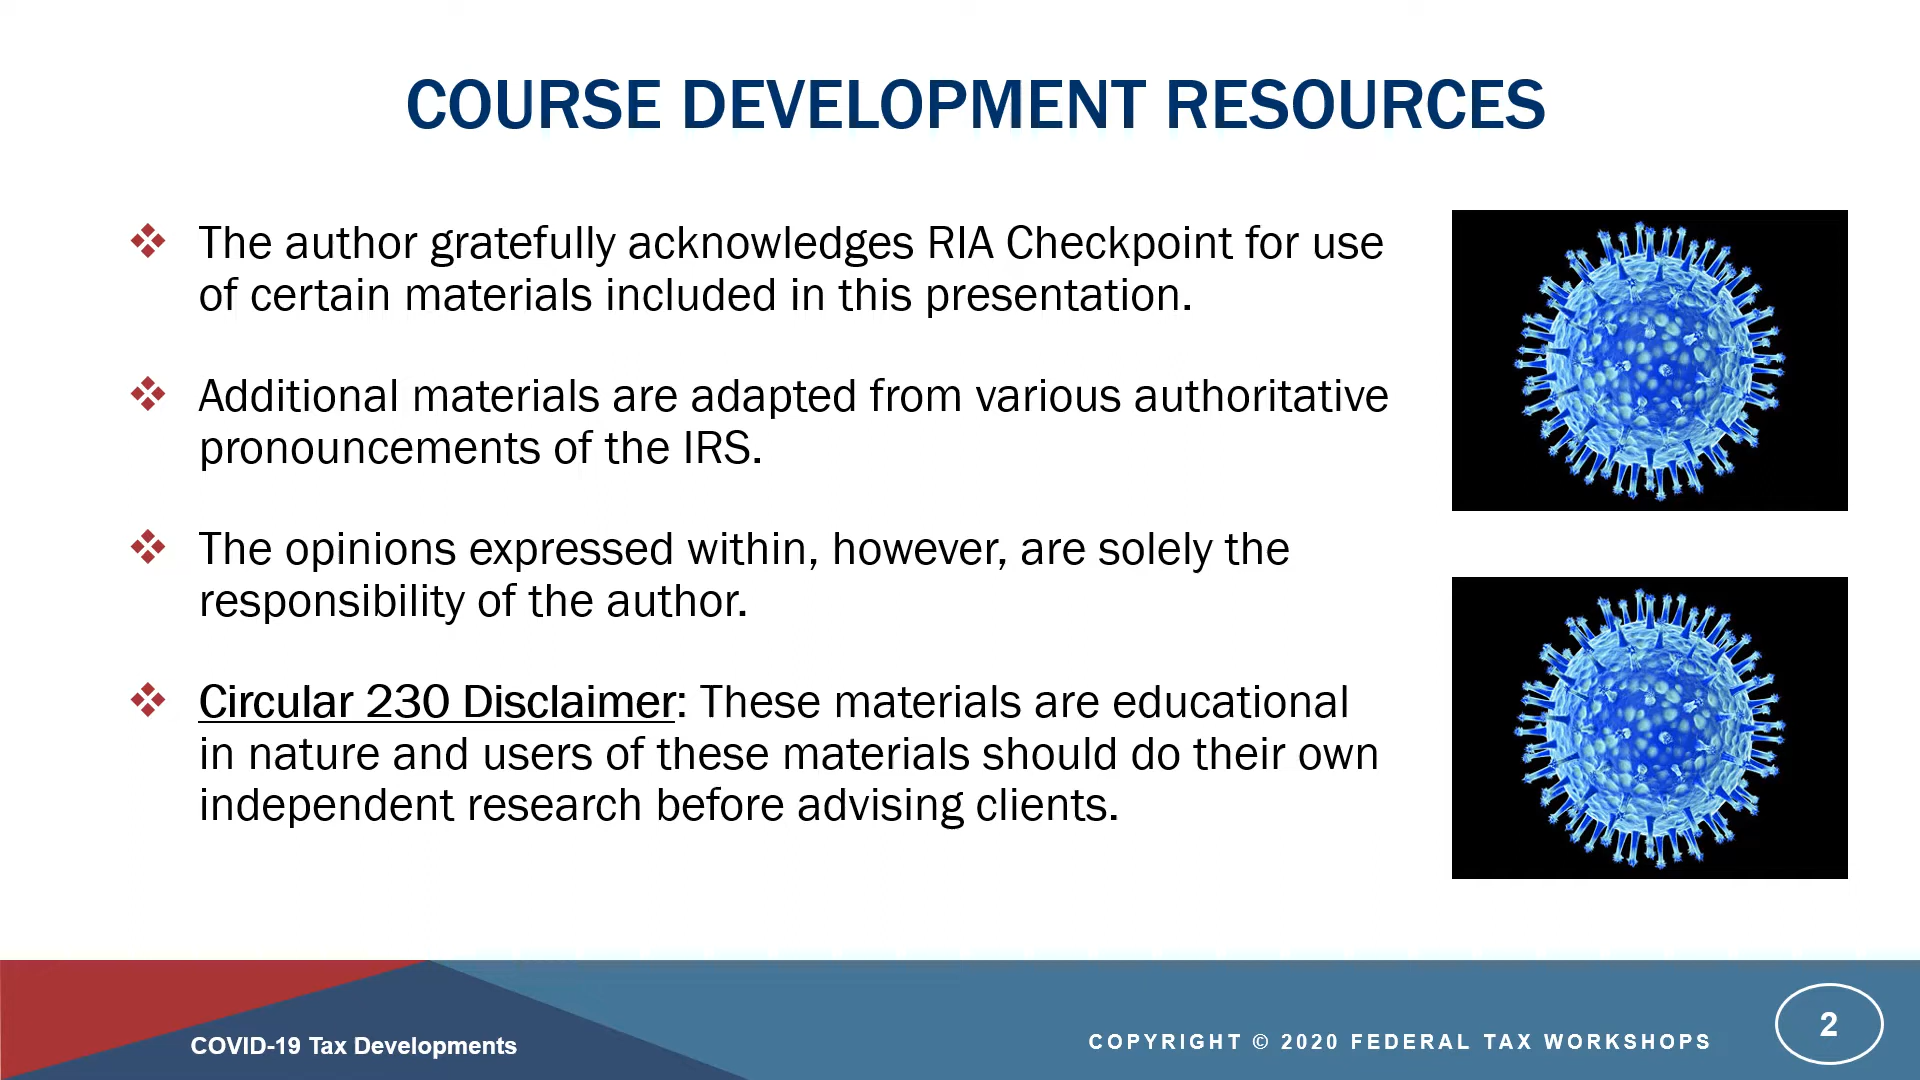 COURSE DEVELOPMENT RESOURCES
The author gratefully acknowledges RIA Checkpoint for use
of certain materials included in this presentation.
Additional materials are adapted from various authoritative
pronouncements of the IRS.
The opinions expressed within, however, are solely the
responsibility of the author.
Circular 230 Disclaimer: These materials are educational
in nature and users of these materials should do their own
independent research before advising clients.
COVID-19 Tax Developments
COPYRIGHT © 2020 FEDERAL TAX WORKSHOPS
2